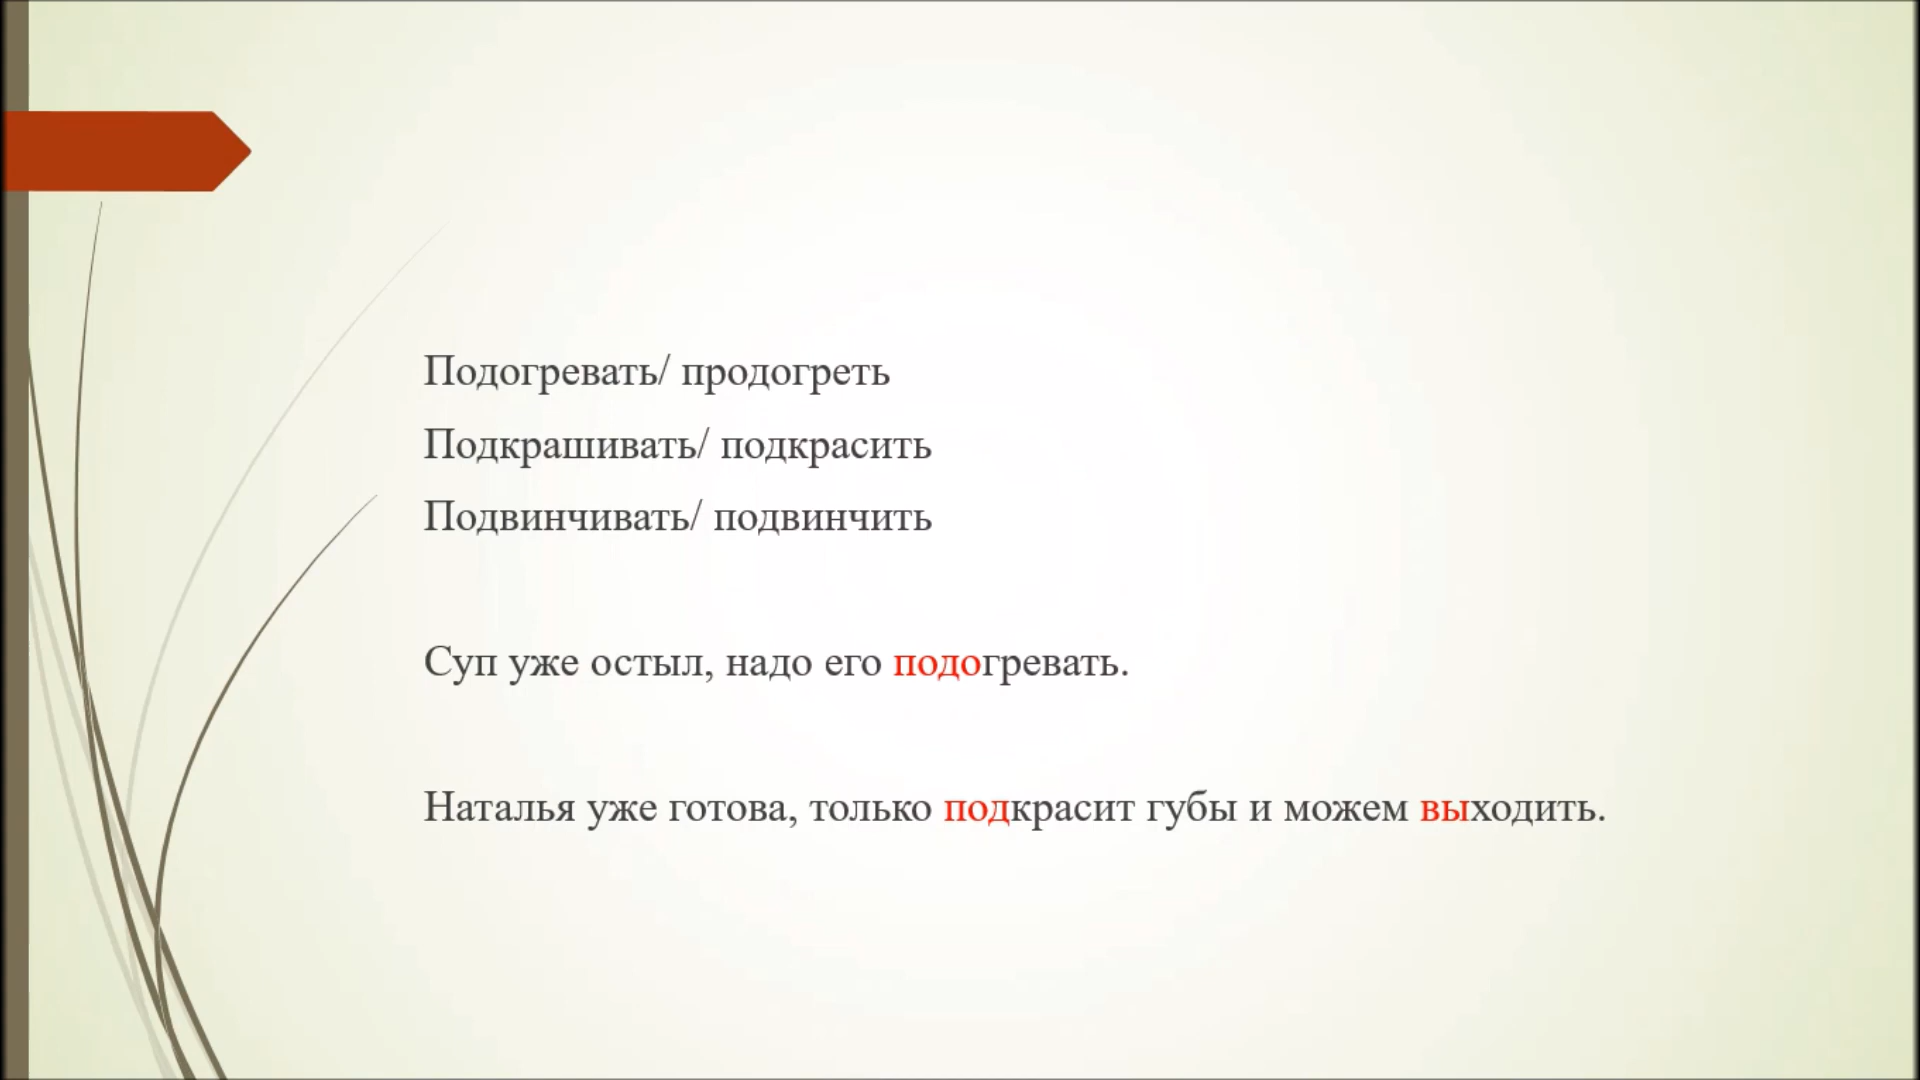 Подогревать/ продогреть
Подкрашивать/ подкрасить
Подвинчивать/ подвинчить
Суп уже остыл, надо его подогревать.
Наталья уже готова, только подкрасит губы и можем выходить.